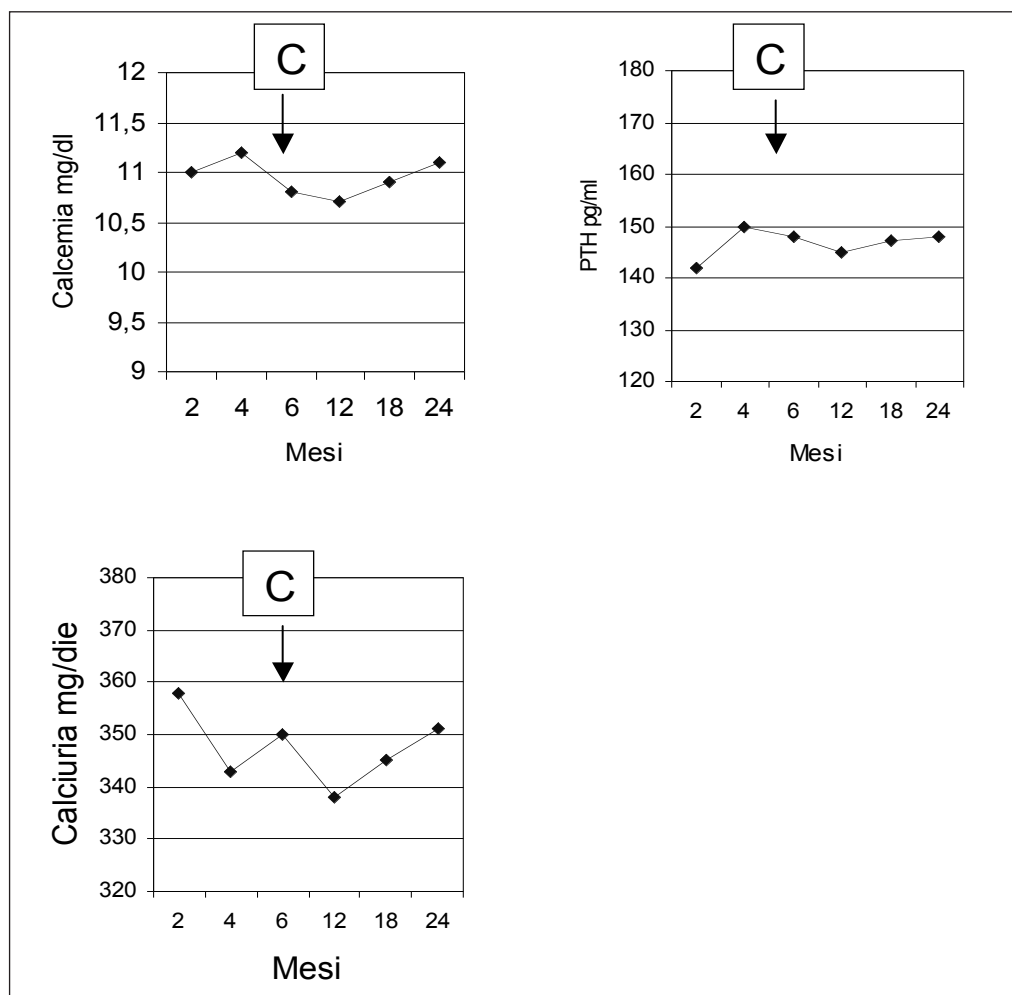 C
12
11,5
11
10,5
10
9,5
9
Calcemia mg/dl
2 4 6 12 18 24
Mesi
C
180
170
160
150
140
130
120
PTH pg/ml
2 4 6 12 18 24
Mesi
C
380
370
360
350
340
330
320
Calciuria mg/die
2 4 6 12 18 24
Mesi